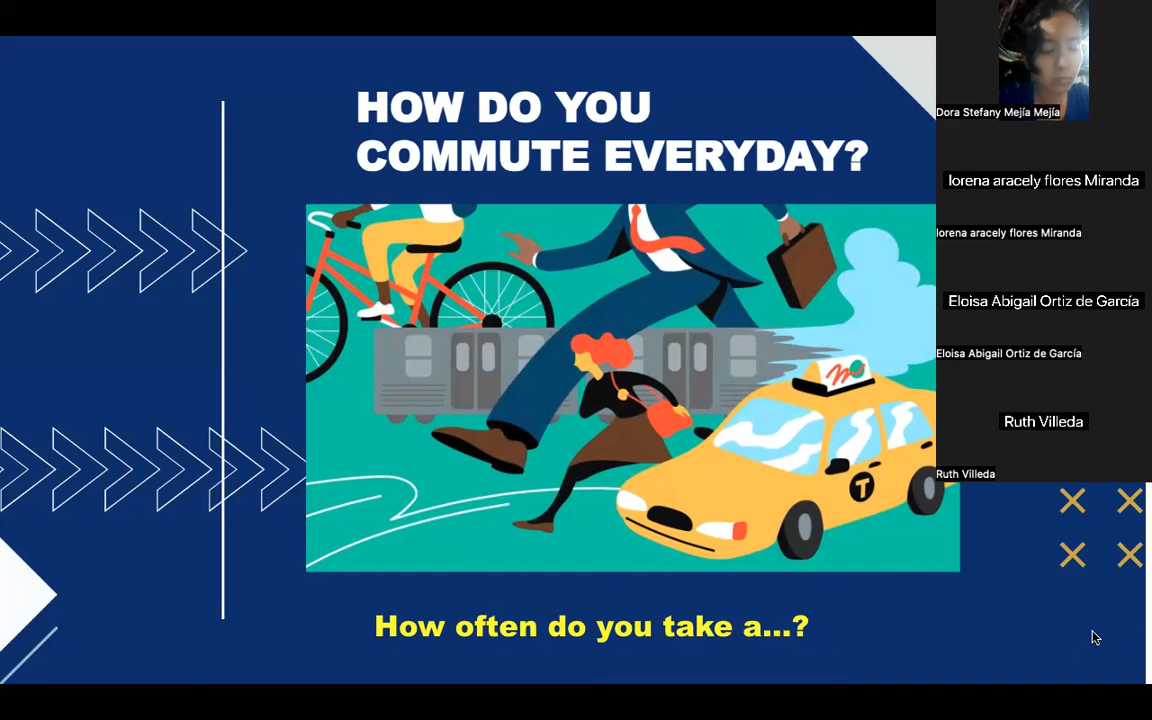 HOW DO YOU
COMMUTE EVERYDAY?
How often do you take a...?
Dora Stefany Mejía Mejía
lorena aracely flores Miranda
lorena aracely flores Miranda
Eloisa Abigail Ortiz de García
Eloisa Abigail Ortiz de García
Ruth Villeda
Ruth Villeda
T